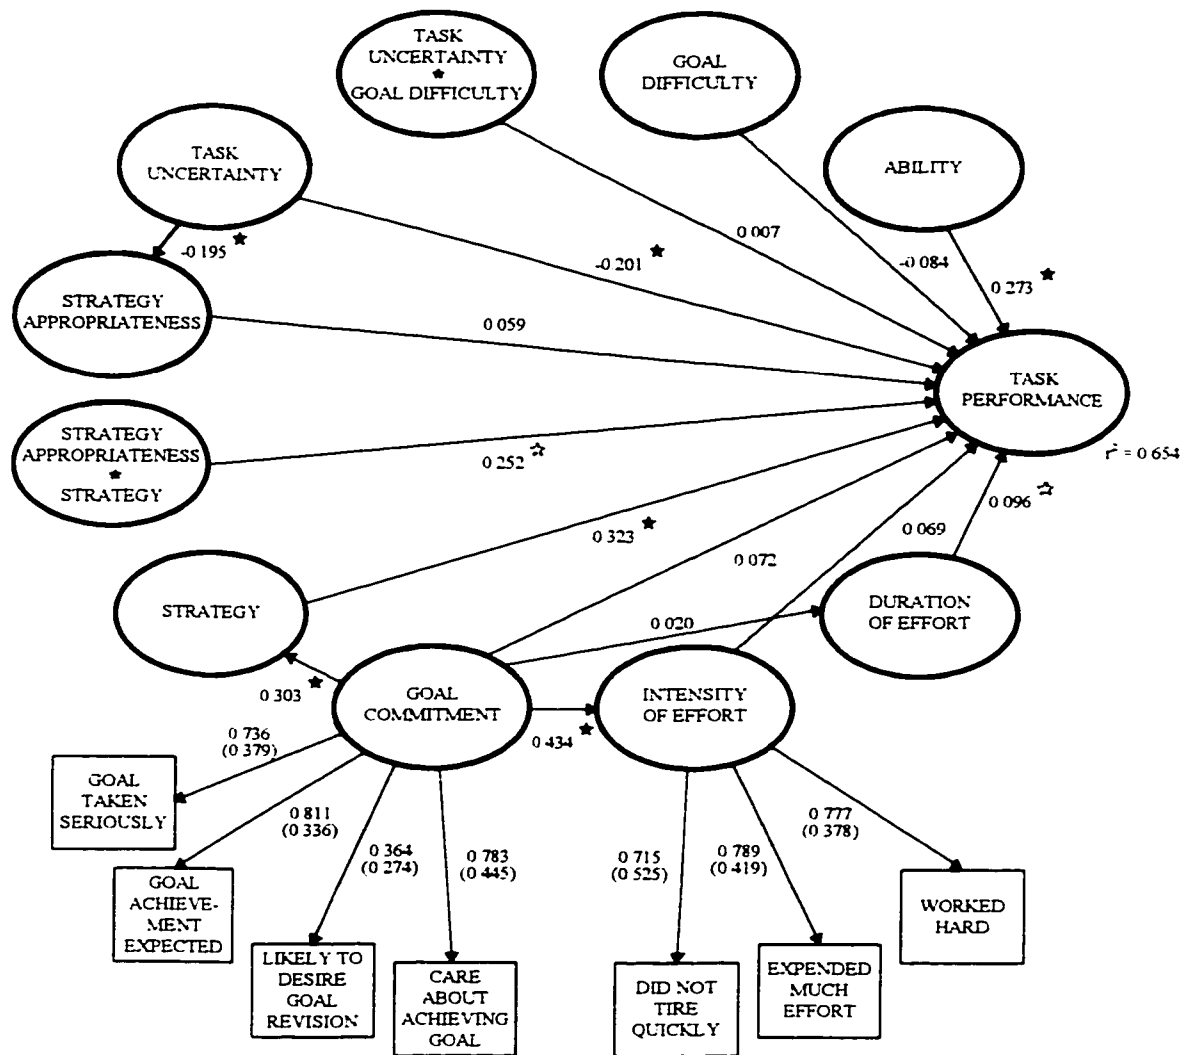 TASK
UNCERTAINTY
★
GOAL DIFFICULTY
GOAL
DIFFICULTY
TASK
UNCERTAINTY
ABILITY
0 007
-0 195 ★
-0 201 ★
-0 084
0 273 ★
STRATEGY
APPROPRIATENESS
0 059
TASK
PERFORMANCE
r² = 0 654
STRATEGY
APPROPRIATENESS
★
STRATEGY
0 252 ☆
0 096 ☆
0 323 ★
0 069
0 072
STRATEGY
DURATION
OF EFFORT
0 020
0 303 ★
GOAL
COMMITMENT
INTENSITY
OF EFFORT
0 434 ★
0 736
(0 379)
GOAL
TAKEN
SERIOUSLY
0 811
(0 336)
0 364
(0 274)
0 783
(0 445)
0 715
(0 525)
0 789
(0 419)
0 777
(0 378)
GOAL
ACHIEVE-
MENT
EXPECTED
LIKELY TO
DESIRE
GOAL
REVISION
CARE
ABOUT
ACHIEVING
GOAL
DID NOT
TIRE
QUICKLY
EXPENDED
MUCH
EFFORT
WORKED
HARD